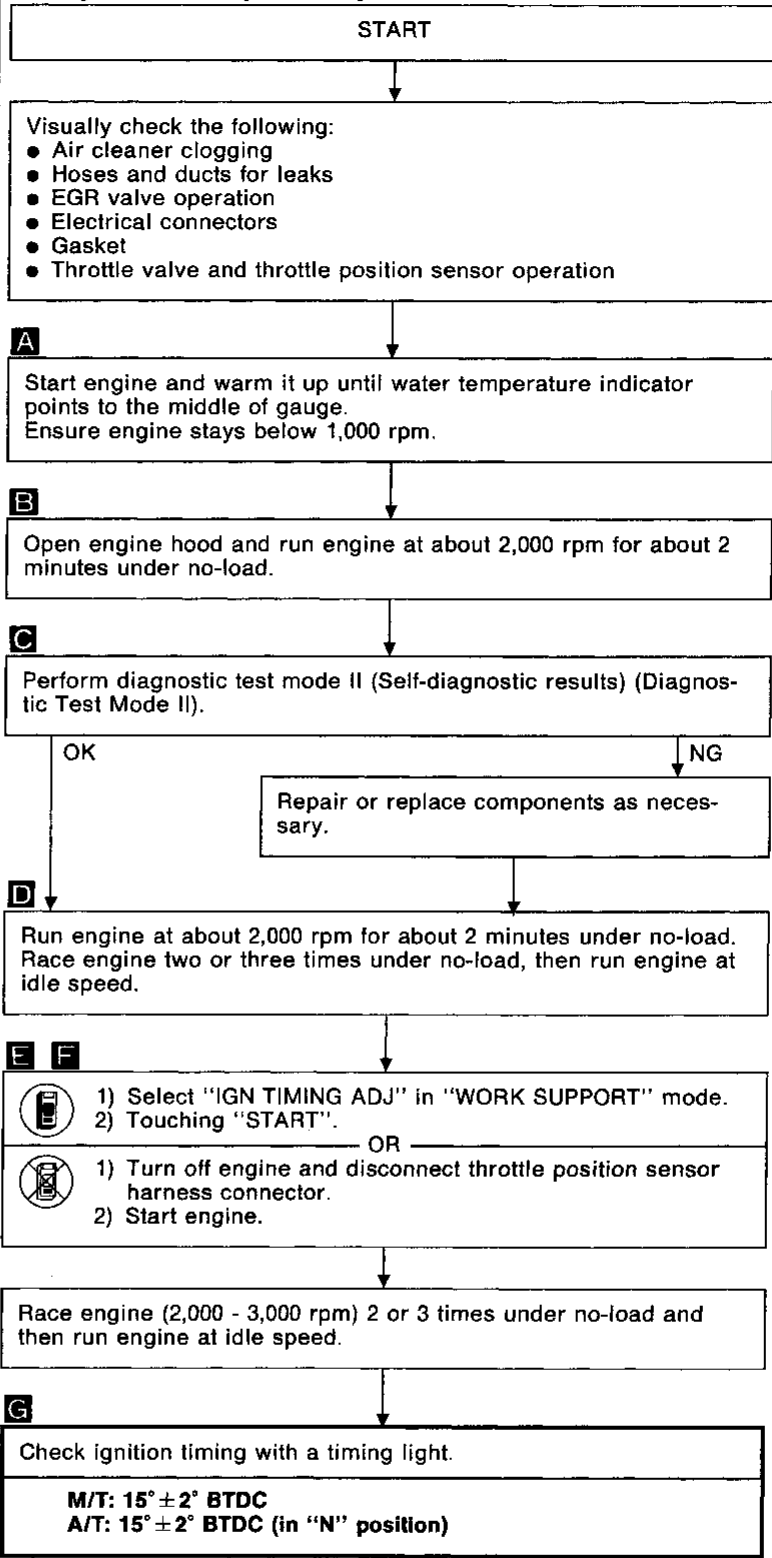 START
Visually check the following:
● Air cleaner clogging
● Hoses and ducts for leaks
● EGR valve operation
● Electrical connectors
● Gasket
● Throttle valve and throttle position sensor operation
A
Start engine and warm it up until water temperature indicator
points to the middle of gauge.
Ensure engine stays below 1,000 rpm.
B
Open engine hood and run engine at about 2,000 rpm for about 2
minutes under no-load.
C
Perform diagnostic test mode II (Self-diagnostic results) (Diagnos-
tic Test Mode II).
OK
NG
Repair or replace components as neces-
sary.
D
Run engine at about 2,000 rpm for about 2 minutes under no-load.
Race engine two or three times under no-load, then run engine at
idle speed.
E F
1) Select "IGN TIMING ADJ" in "WORK SUPPORT" mode.
2) Touching "START".
OR
1) Turn off engine and disconnect throttle position sensor
harness connector.
2) Start engine.
Race engine (2,000 - 3,000 rpm) 2 or 3 times under no-load and
then run engine at idle speed.
G
Check ignition timing with a timing light.
M/T: 15°±2° BTDC
A/T: 15°±2° BTDC (in "N" position)